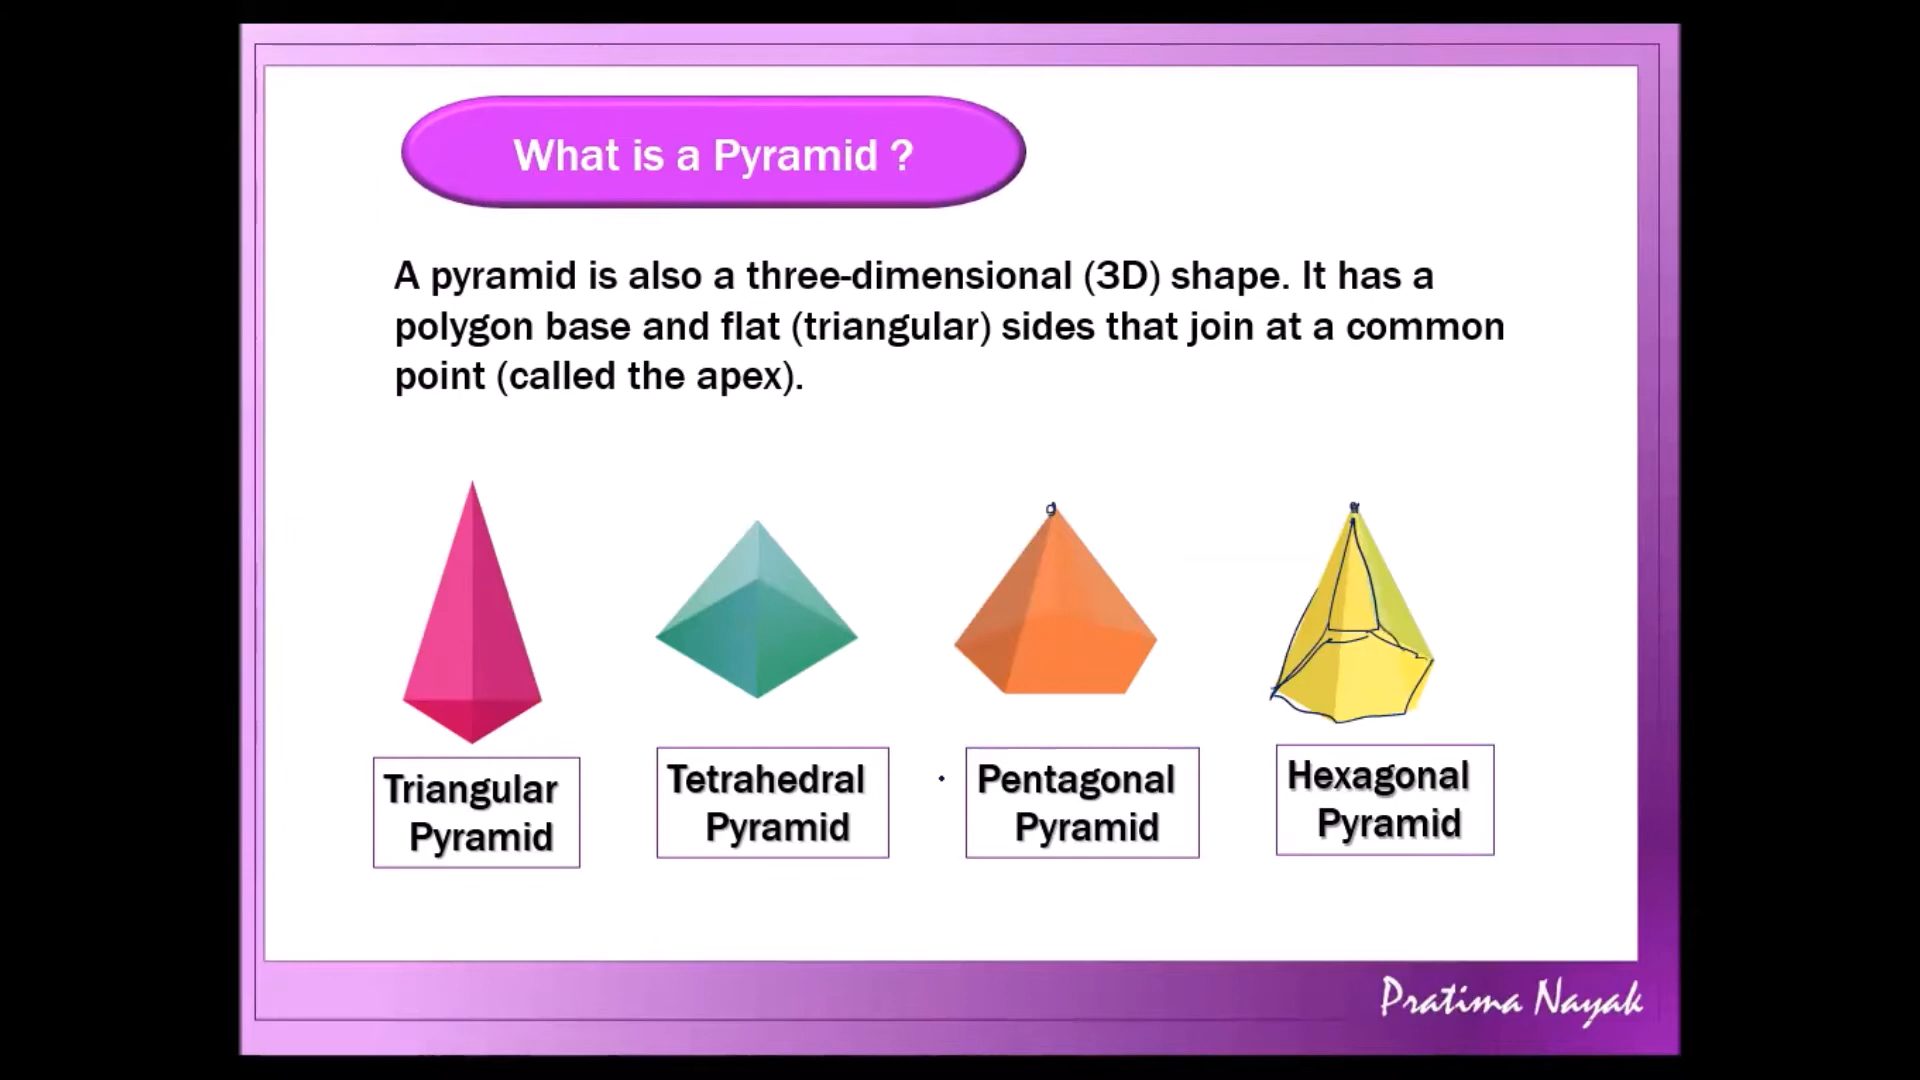 What is a Pyramid ?
A pyramid is also a three-dimensional (3D) shape. It has a
polygon base and flat (triangular) sides that join at a common
point (called the apex).
Triangular
Pyramid
Tetrahedral
Pyramid
Pentagonal
Pyramid
Hexagonal
Pyramid
Pratima Nayak